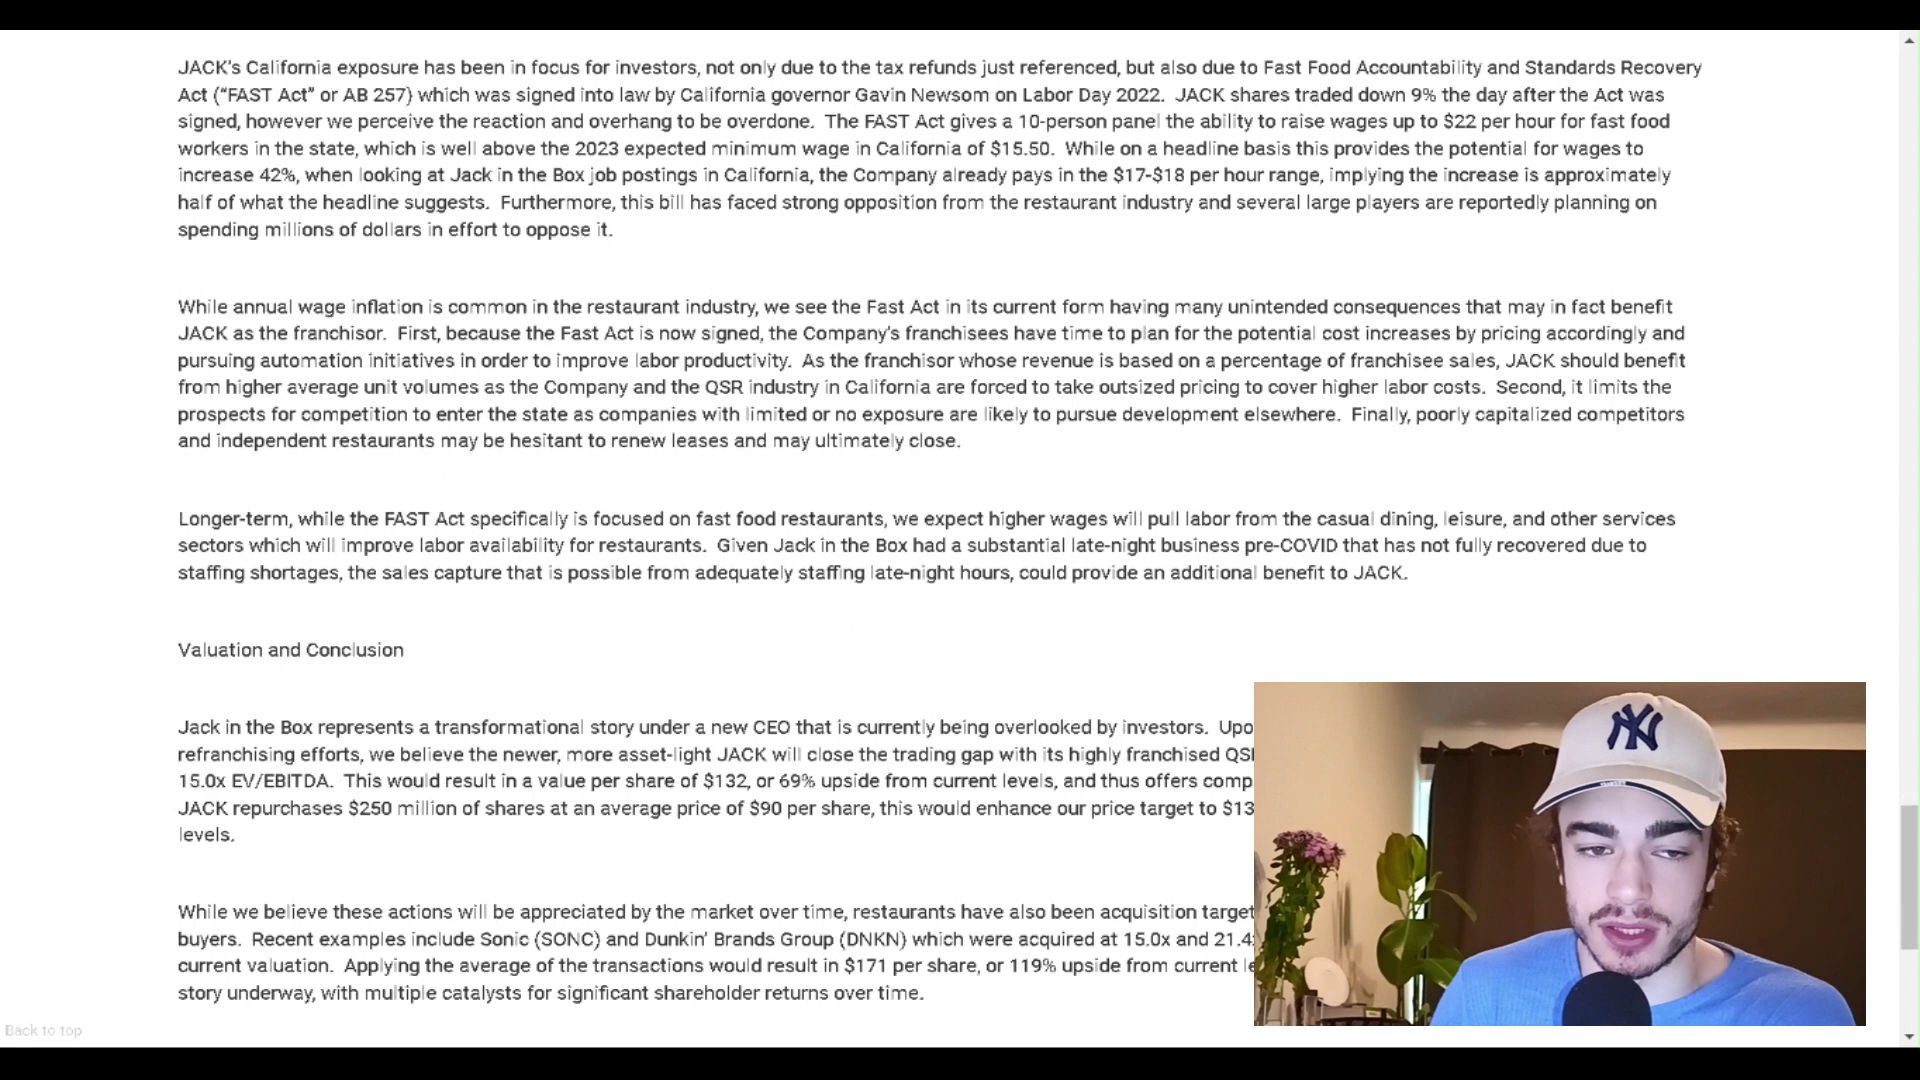 JACK's California exposure has been in focus for investors, not only due to the tax refunds just referenced, but also due to Fast Food Accountability and Standards Recovery
Act (“FAST Act” or AB 257) which was signed into law by California governor Gavin Newsom on Labor Day 2022.  JACK shares traded down 9% the day after the Act was
signed, however we perceive the reaction and overhang to be overdone.  The FAST Act gives a 10-person panel the ability to raise wages up to $22 per hour for fast food
workers in the state, which is well above the 2023 expected minimum wage in California of $15.50.  While on a headline basis this provides the potential for wages to
increase 42%, when looking at Jack in the Box job postings in California, the Company already pays in the $17-$18 per hour range, implying the increase is approximately
half of what the headline suggests.  Furthermore, this bill has faced strong opposition from the restaurant industry and several large players are reportedly planning on
spending millions of dollars in effort to oppose it.
While annual wage inflation is common in the restaurant industry, we see the Fast Act in its current form having many unintended consequences that may in fact benefit
JACK as the franchisor.  First, because the Fast Act is now signed, the Company's franchisees have time to plan for the potential cost increases by pricing accordingly and
pursuing automation initiatives in order to improve labor productivity.  As the franchisor whose revenue is based on a percentage of franchisee sales, JACK should benefit
from higher average unit volumes as the Company and the QSR industry in California are forced to take outsized pricing to cover higher labor costs.  Second, it limits the
prospects for competition to enter the state as companies with limited or no exposure are likely to pursue development elsewhere.  Finally, poorly capitalized competitors
and independent restaurants may be hesitant to renew leases and may ultimately close.
Longer-term, while the FAST Act specifically is focused on fast food restaurants, we expect higher wages will pull labor from the casual dining, leisure, and other services
sectors which will improve labor availability for restaurants.  Given Jack in the Box had a substantial late-night business pre-COVID that has not fully recovered due to
staffing shortages, the sales capture that is possible from adequately staffing late-night hours, could provide an additional benefit to JACK.
Valuation and Conclusion
Jack in the Box represents a transformational story under a new CEO that is currently being overlooked by investors.  Upo
refranchising efforts, we believe the newer, more asset-light JACK will close the trading gap with its highly franchised QS
15.0x EV/EBITDA.  This would result in a value per share of $132, or 69% upside from current levels, and thus offers comp
JACK repurchases $250 million of shares at an average price of $90 per share, this would enhance our price target to $13
levels.
While we believe these actions will be appreciated by the market over time, restaurants have also been acquisition target
buyers.  Recent examples include Sonic (SONC) and Dunkin' Brands Group (DNKN) which were acquired at 15.0x and 21.4
current valuation.  Applying the average of the transactions would result in $171 per share, or 119% upside from current le
story underway, with multiple catalysts for significant shareholder returns over time.
Back to top
NY